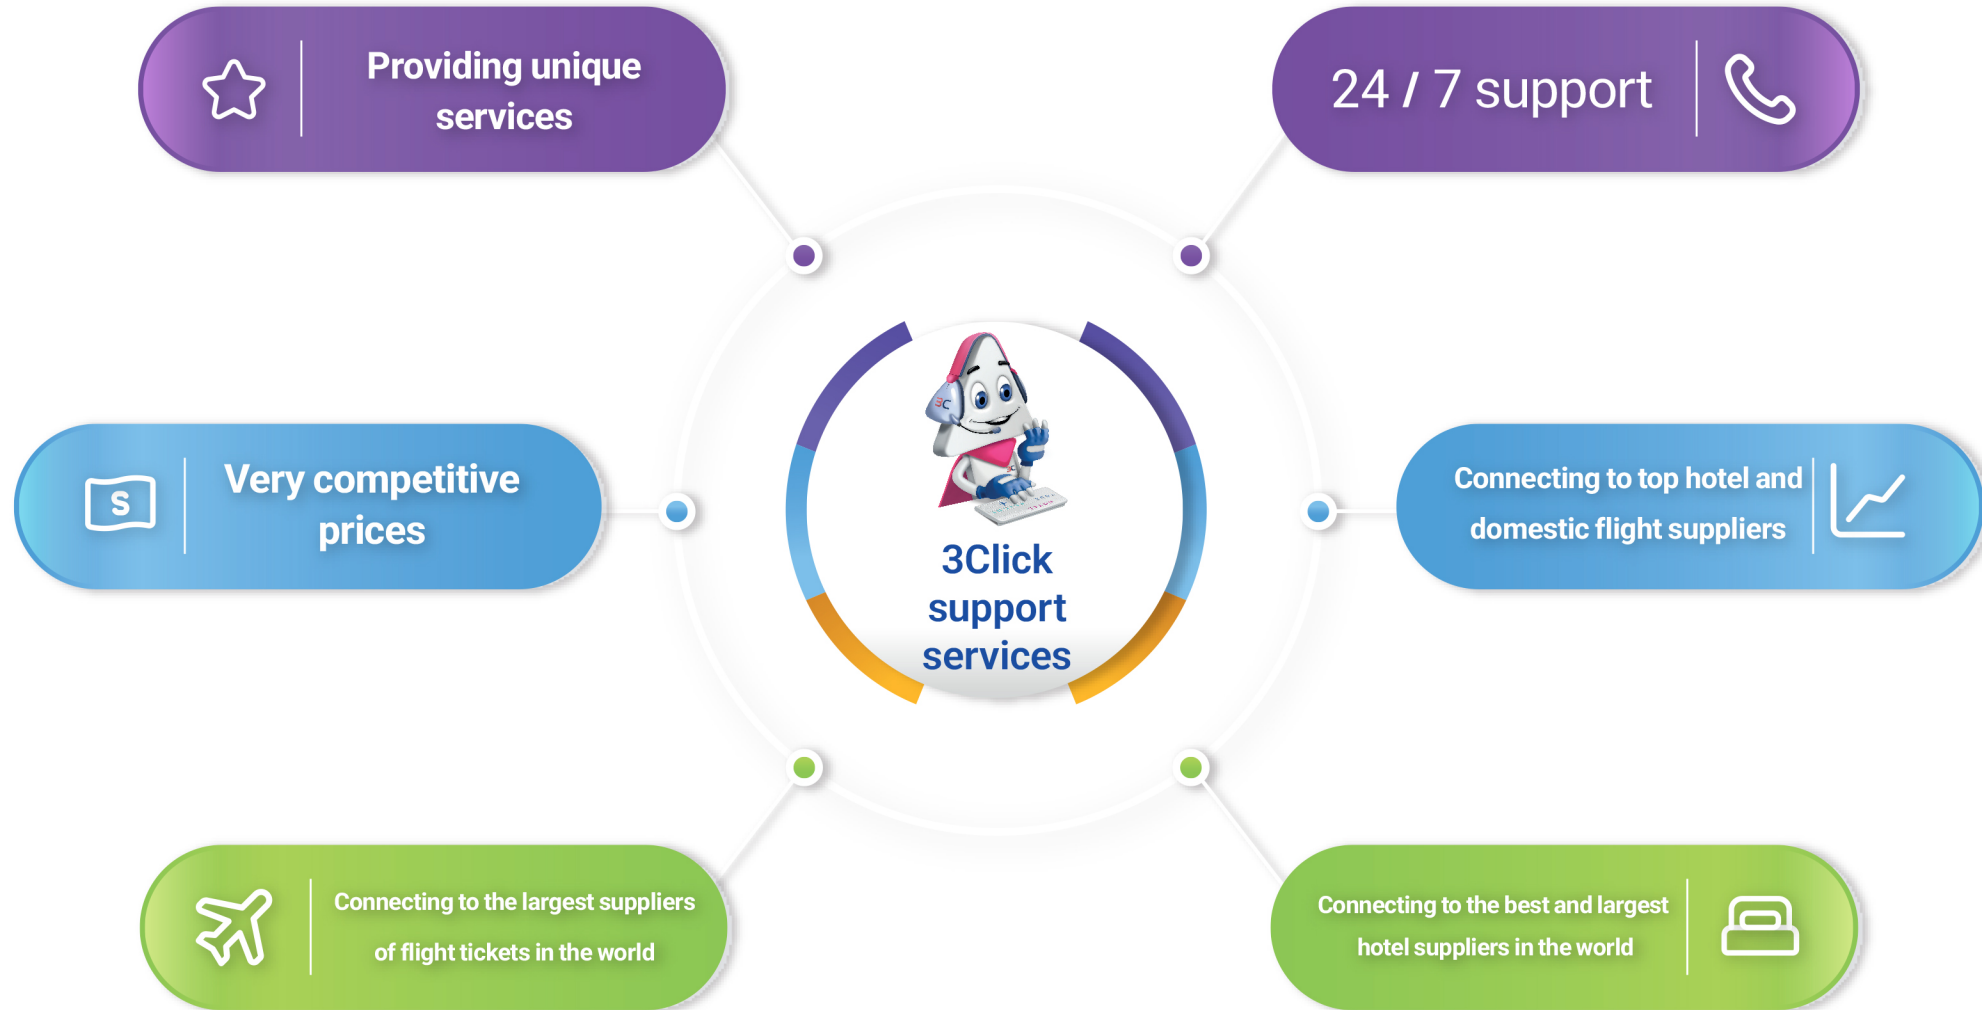 Providing unique
services
24 / 7 support
Very competitive
prices
S
3C
3C
3Click
support
services
Connecting to top hotel and
domestic flight suppliers
Connecting to the largest suppliers
of flight tickets in the world
Connecting to the best and largest
hotel suppliers in the world